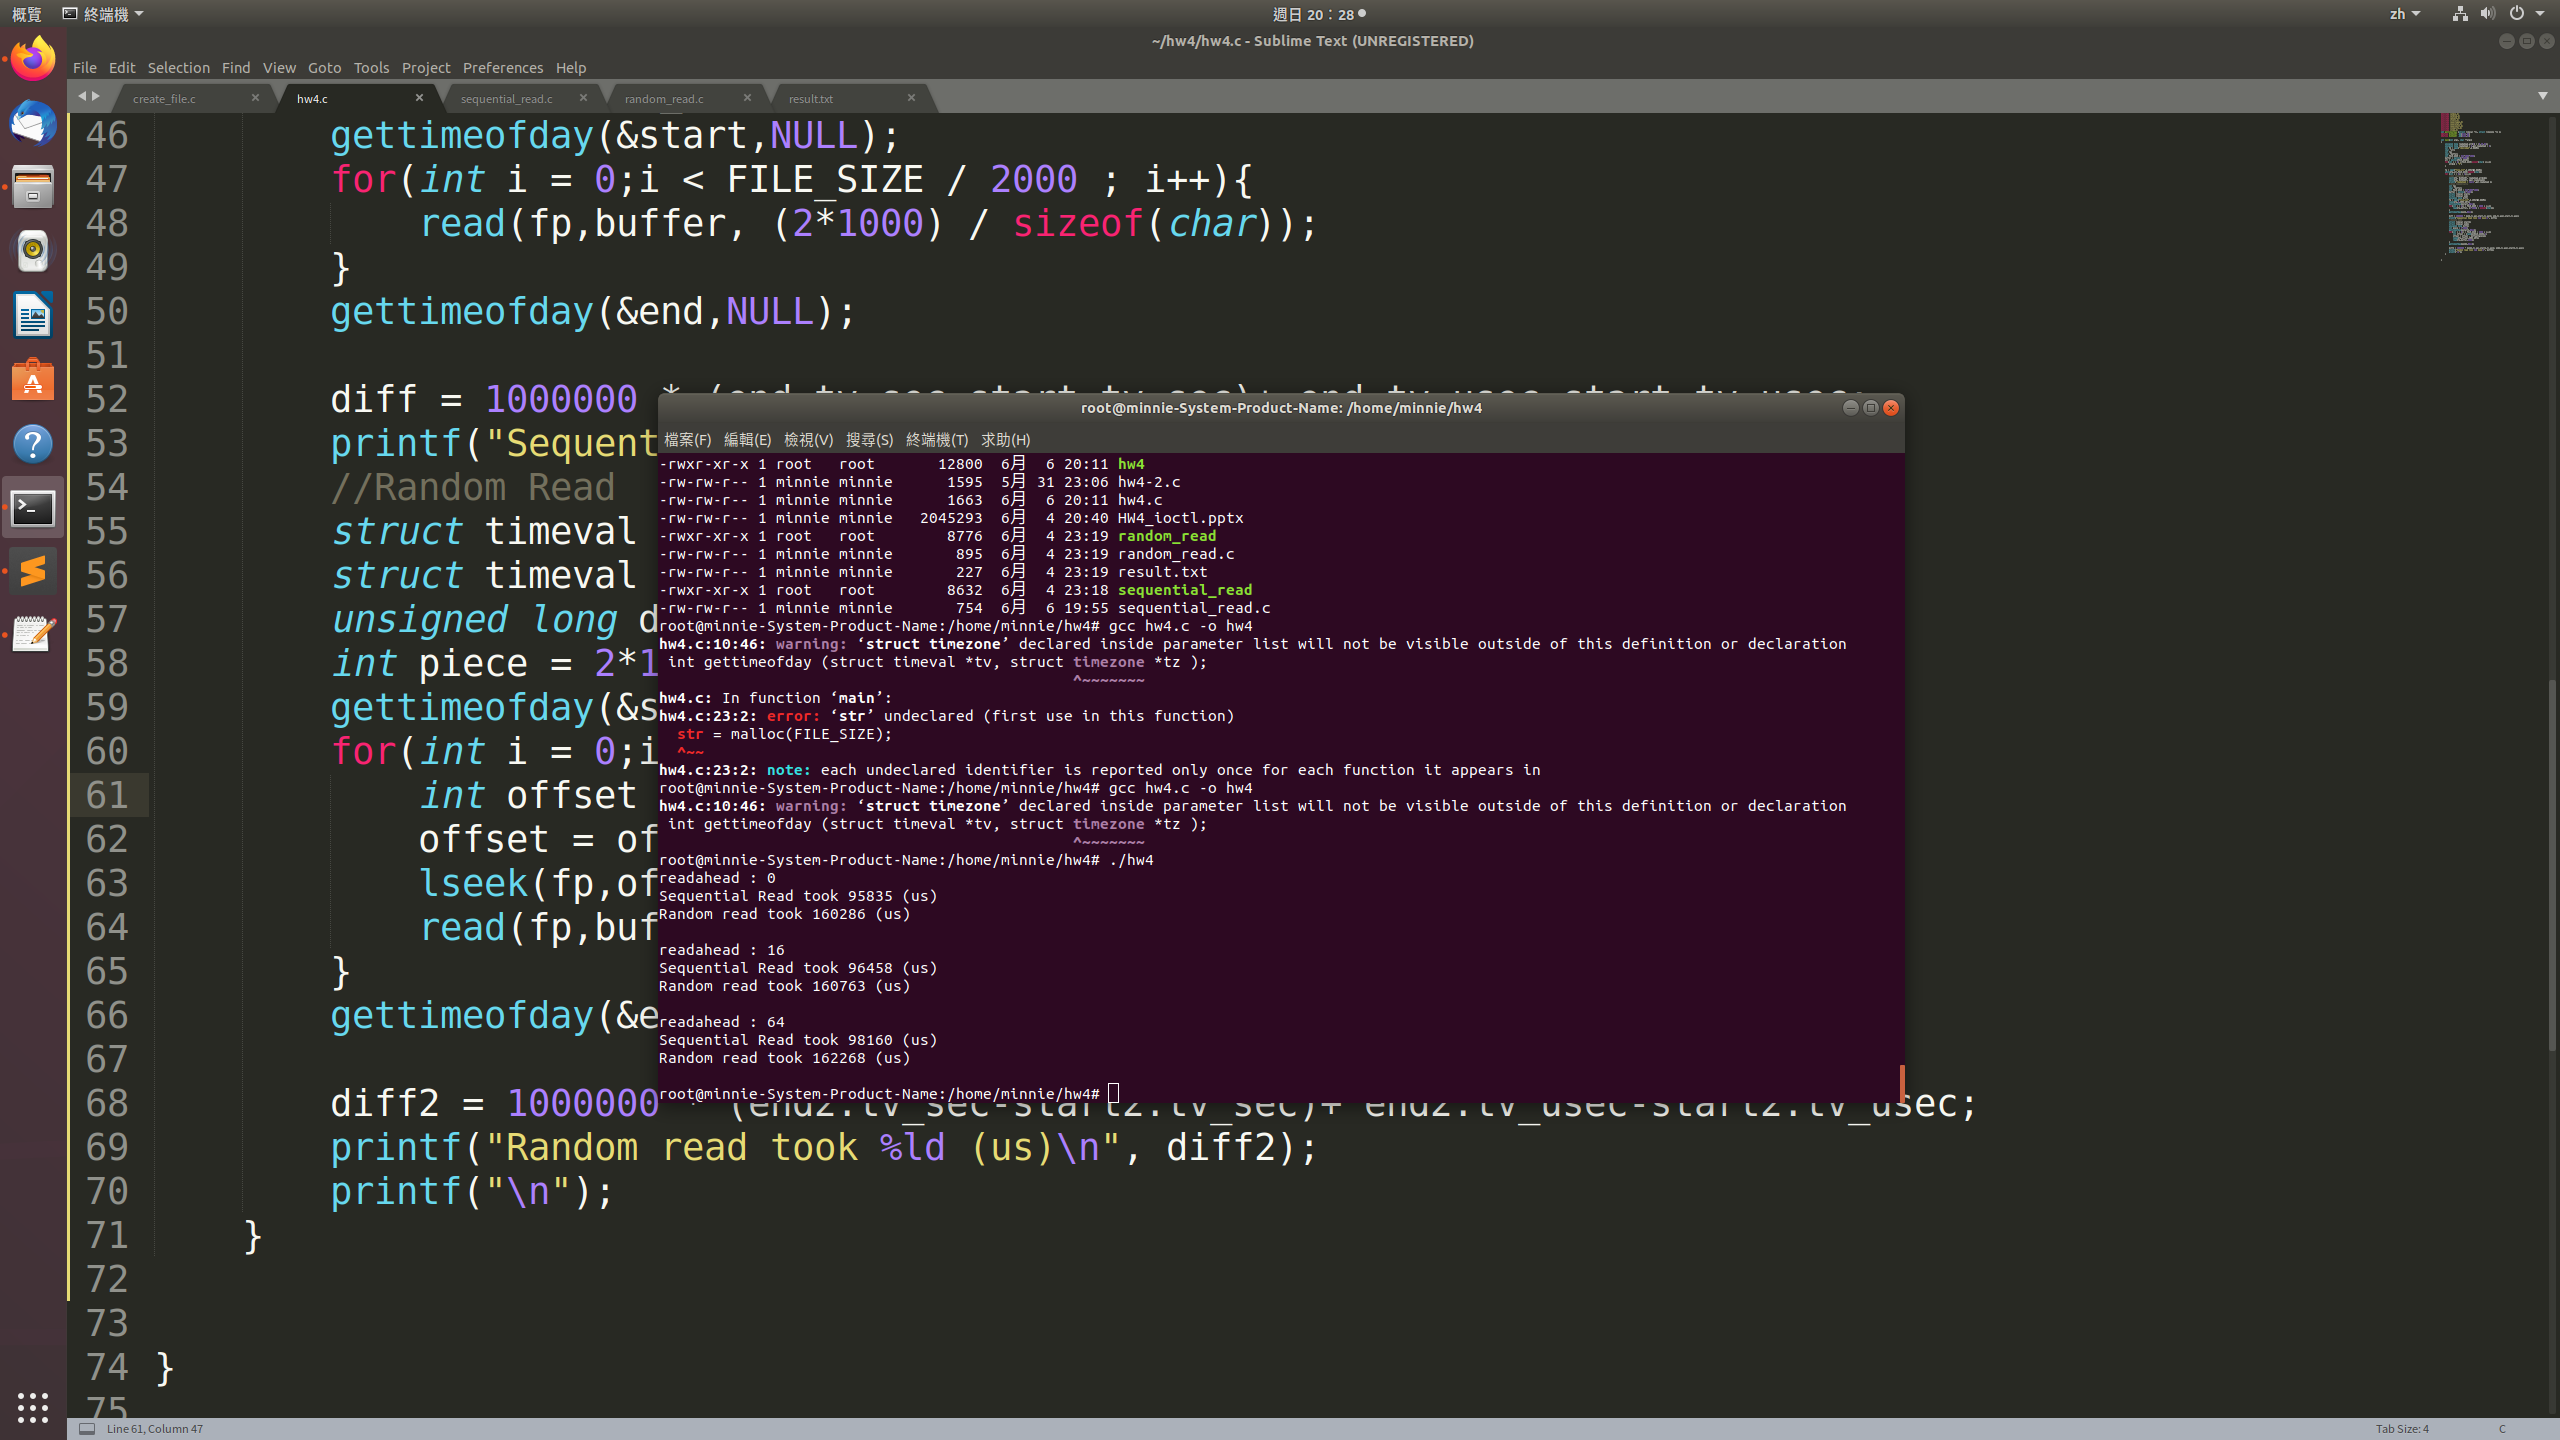 概覽 終端機 週日 20：28 zh
~/hw4/hw4.c - Sublime Text (UNREGISTERED)
File Edit Selection Find View Goto Tools Project Preferences Help
create_file.c hw4.c sequential_read.c random_read.c result.txt
46 gettimeofday(&start,NULL);
47 for(int i = 0;i < FILE_SIZE / 2000 ; i++){
48 read(fp,buffer, (2*1000) / sizeof(char));
49 }
50 gettimeofday(&end,NULL);
51
52 diff = 1000000 * (end.tv_sec-start.tv_sec)+ end.tv_usec-start.tv_usec;
53 printf("Sequent
54 //Random Read
55 struct timeval
56 struct timeval
57 unsigned long d
58 int piece = 2*1
59 gettimeofday(&s
60 for(int i = 0;i
61 int offset
62 offset = of
63 lseek(fp,of
64 read(fp,buf
65 }
66 gettimeofday(&e
67
68 diff2 = 1000000 * (end2.tv_sec-start2.tv_sec)+ end2.tv_usec-start2.tv_usec;
69 printf("Random read took %ld (us)\n", diff2);
70 printf("\n");
71 }
72
73
74 }
75
root@minnie-System-Product-Name: /home/minnie/hw4
檔案(F) 編輯(E) 檢視(V) 搜尋(S) 終端機(T) 求助(H)
-rwxr-xr-x 1 root root 12800 6月 6 20:11 hw4
-rw-rw-r-- 1 minnie minnie 1595 5月 31 23:06 hw4-2.c
-rw-rw-r-- 1 minnie minnie 1663 6月 6 20:11 hw4.c
-rw-rw-r-- 1 minnie minnie 2045293 6月 4 20:40 HW4_ioctl.pptx
-rwxr-xr-x 1 root root 8776 6月 4 23:19 random_read
-rw-rw-r-- 1 minnie minnie 895 6月 4 23:19 random_read.c
-rw-rw-r-- 1 minnie minnie 227 6月 4 23:19 result.txt
-rwxr-xr-x 1 root root 8632 6月 4 23:18 sequential_read
-rw-rw-r-- 1 minnie minnie 754 6月 6 19:55 sequential_read.c
root@minnie-System-Product-Name:/home/minnie/hw4# gcc hw4.c -o hw4
hw4.c:10:46: warning: ‘struct timezone’ declared inside parameter list will not be visible outside of this definition or declaration
int gettimeofday (struct timeval *tv, struct timezone *tz );
^~~~~~~~
hw4.c: In function ‘main’:
hw4.c:23:2: error: ‘str’ undeclared (first use in this function)
str = malloc(FILE_SIZE);
^~~
hw4.c:23:2: note: each undeclared identifier is reported only once for each function it appears in
root@minnie-System-Product-Name:/home/minnie/hw4# gcc hw4.c -o hw4
hw4.c:10:46: warning: ‘struct timezone’ declared inside parameter list will not be visible outside of this definition or declaration
int gettimeofday (struct timeval *tv, struct timezone *tz );
^~~~~~~~
root@minnie-System-Product-Name:/home/minnie/hw4# ./hw4
readahead : 0
Sequential Read took 95835 (us)
Random read took 160286 (us)

readahead : 16
Sequential Read took 96458 (us)
Random read took 160763 (us)

readahead : 64
Sequential Read took 98160 (us)
Random read took 162268 (us)

root@minnie-System-Product-Name:/home/minnie/hw4#
Line 61, Column 47 Tab Size: 4 C